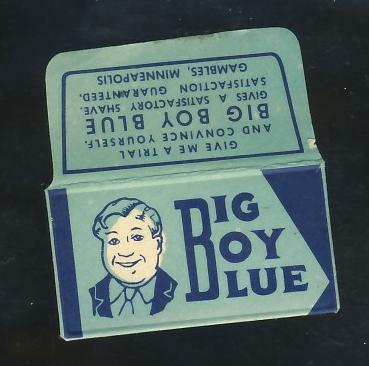 GIVE ME A TRIAL
AND CONVINCE YOURSELF.
BIG BOY BLUE
GIVES A SATISFACTORY SHAVE.
SATISFACTION GUARANTEED.
GAMBLES, MINNEAPOLIS
BIG
BOY
BLUE